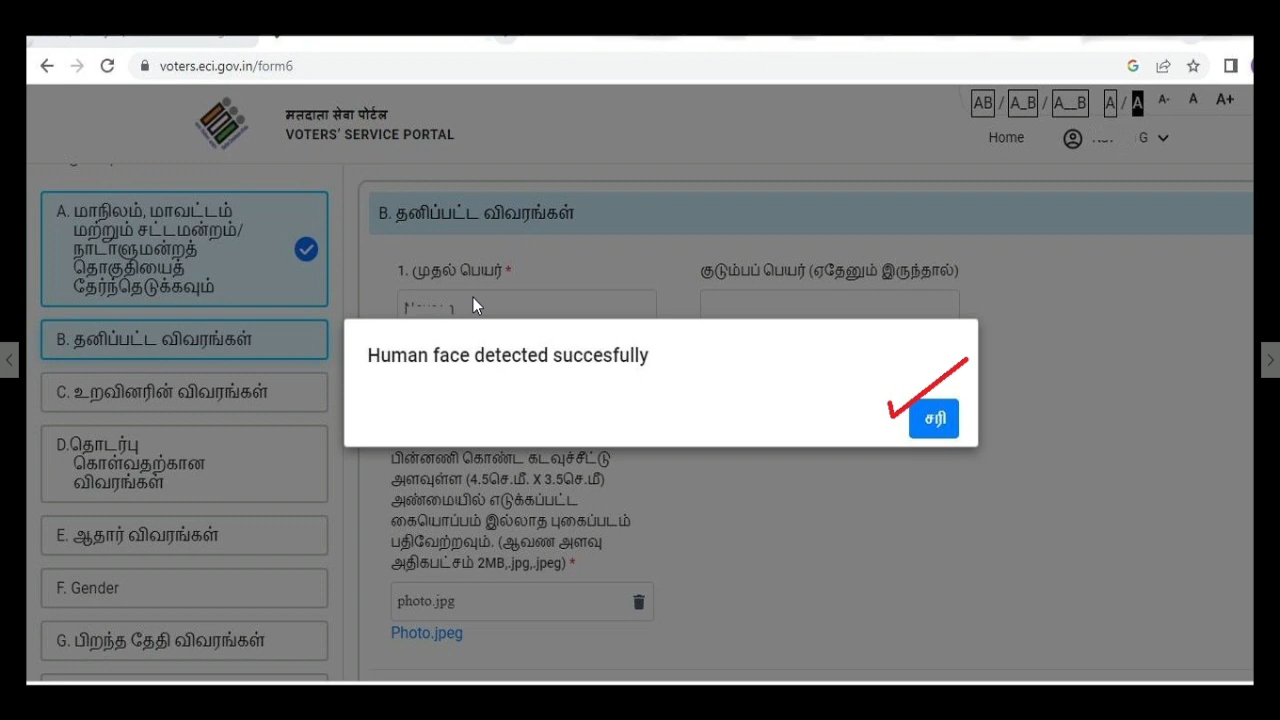 voters.eci.gov.in/form6
AB / A_B / A__B A / A A- A A+
मतदाता सेवा पोर्टल
VOTERS' SERVICE PORTAL
Home G
A. மாநிலம், மாவட்டம்
மற்றும் சட்டமன்றம்/
நாடாளுமன்றத்
தொகுதியைத்
தேர்ந்தெடுக்கவும்
B. தனிப்பட்ட விவரங்கள்
C. உறவினரின் விவரங்கள்
D.தொடர்பு
கொள்வதற்கான
விவரங்கள்
E. ஆதார் விவரங்கள்
F. Gender
G. பிறந்த தேதி விவரங்கள்
B. தனிப்பட்ட விவரங்கள்
1. முதல் பெயர் *
குடும்பப் பெயர் (ஏதேனும் இருந்தால்)
Human face detected succesfully
சரி
பின்னணி கொண்ட கடவுச்சீட்டு
அளவுள்ள (4.5செ.மீ. X 3.5செ.மீ)
அண்மையில் எடுக்கப்பட்ட
கையொப்பம் இல்லாத புகைப்படம்
பதிவேற்றவும். (ஆவண அளவு
அதிகபட்சம் 2MB,.jpg,.jpeg) *
photo.jpg
Photo.jpeg